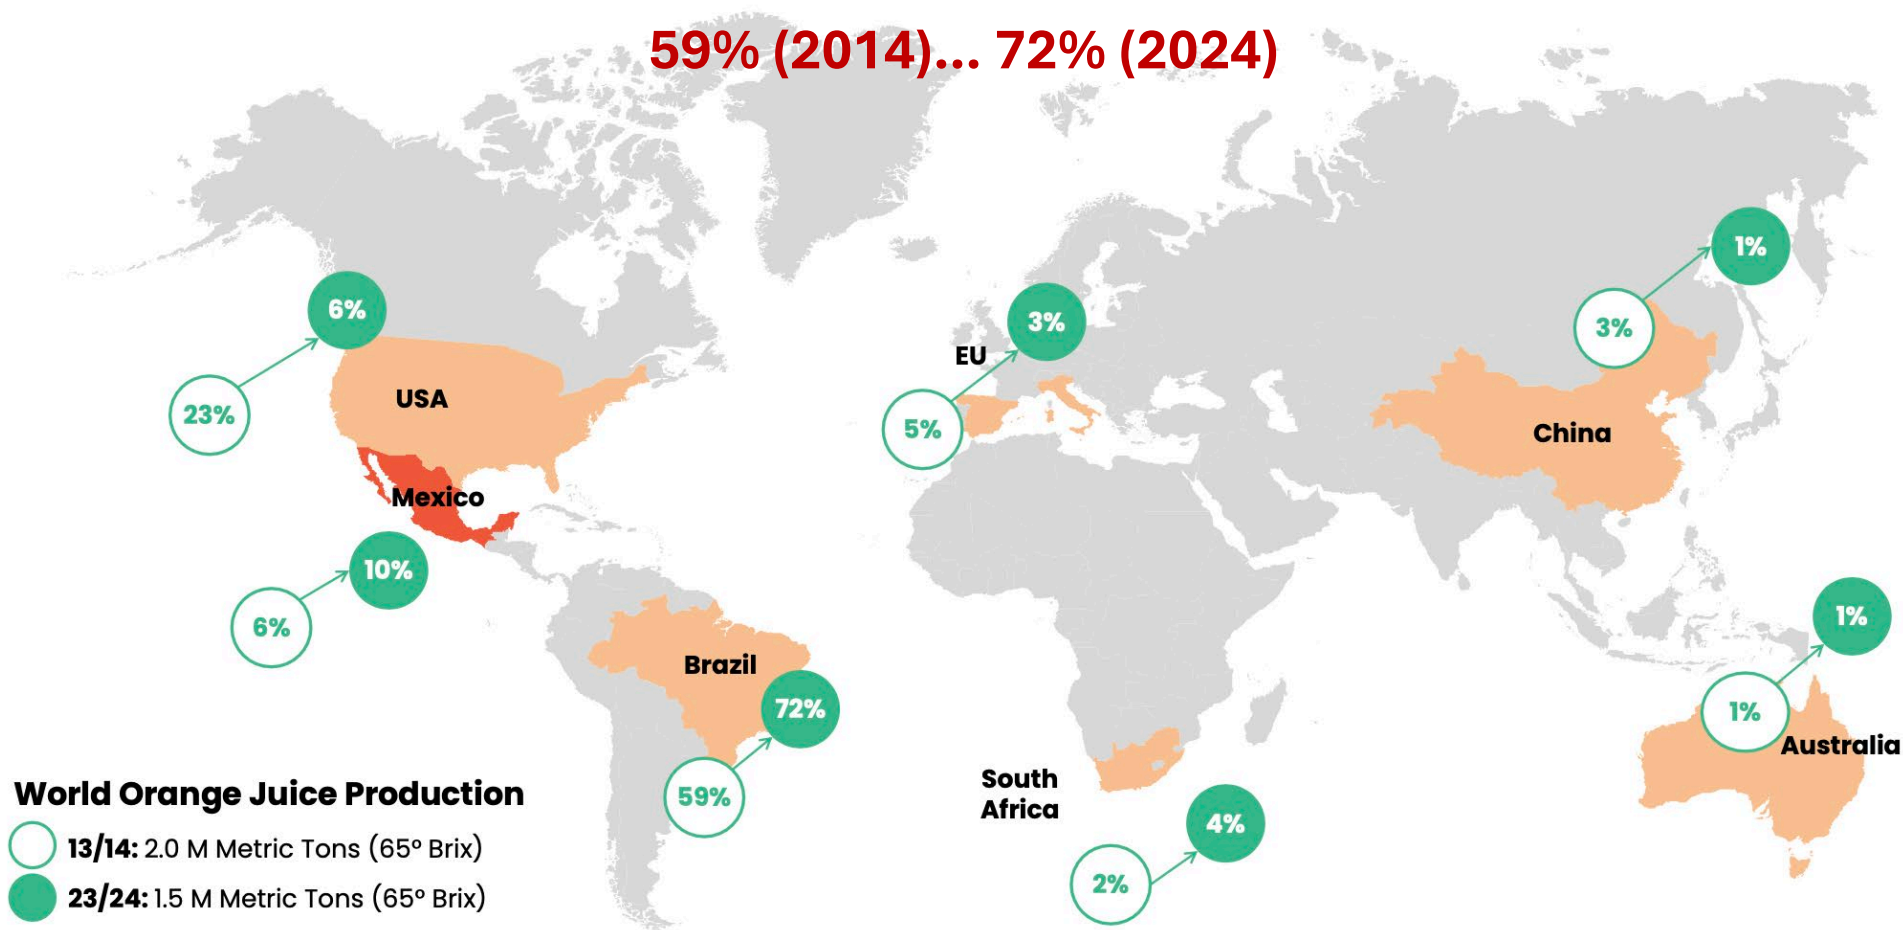 59% (2014)... 72% (2024)
1%
6%
3%
3%
EU
USA
23%
5%
China
Mexico
10%
1%
6%
Brazil
72%
1%
Australia
South
Africa
59%
4%
2%
World Orange Juice Production
13/14: 2.0 M Metric Tons (65º Brix)
23/24: 1.5 M Metric Tons (65º Brix)